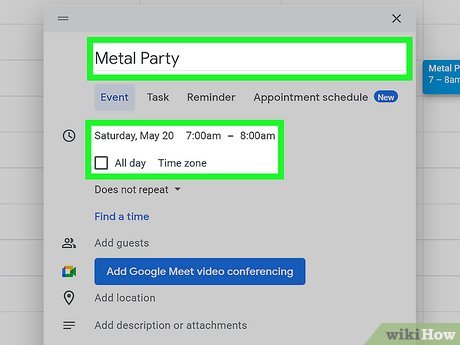 Metal Party
Metal P
7 – 8am
Event Task Reminder Appointment schedule New
Saturday, May 20 7:00am – 8:00am
All day Time zone
Does not repeat
Find a time
Add guests
Add Google Meet video conferencing
Add location
Add description or attachments
wikiHow